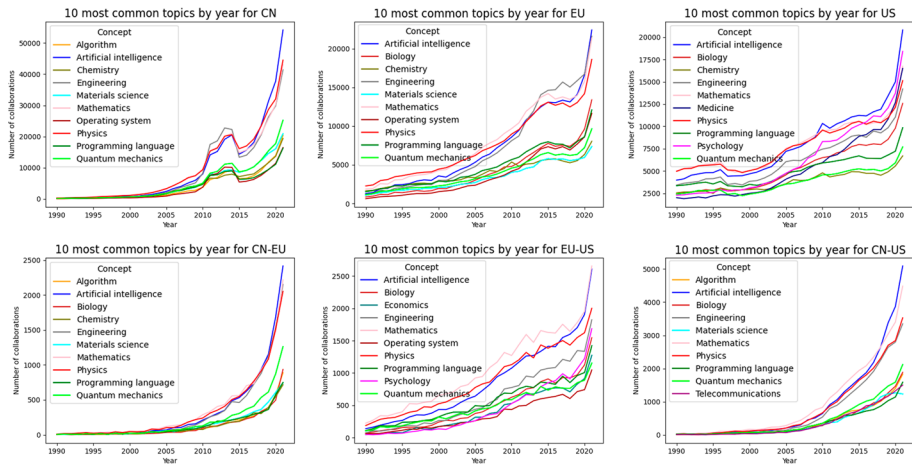 10 most common topics by year for CN
Number of collaborations
50000
40000
30000
20000
10000
0
Concept
Algorithm
Artificial intelligence
Chemistry
Engineering
Materials science
Mathematics
Operating system
Physics
Programming language
Quantum mechanics
1990 1995 2000 2005 2010 2015 2020
Year
10 most common topics by year for EU
Number of collaborations
20000
15000
10000
5000
0
Concept
Artificial intelligence
Biology
Chemistry
Engineering
Materials science
Mathematics
Operating system
Physics
Programming language
Quantum mechanics
1990 1995 2000 2005 2010 2015 2020
Year
10 most common topics by year for US
Number of collaborations
20000
17500
15000
12500
10000
7500
5000
2500
Concept
Artificial intelligence
Biology
Chemistry
Engineering
Mathematics
Medicine
Physics
Programming language
Psychology
Quantum mechanics
1990 1995 2000 2005 2010 2015 2020
Year
10 most common topics by year for CN-EU
Number of collaborations
2500
2000
1500
1000
500
0
Concept
Algorithm
Artificial intelligence
Biology
Chemistry
Engineering
Materials science
Mathematics
Physics
Programming language
Quantum mechanics
1990 1995 2000 2005 2010 2015 2020
Year
10 most common topics by year for EU-US
Number of collaborations
2500
2000
1500
1000
500
0
Concept
Artificial intelligence
Biology
Economics
Engineering
Mathematics
Operating system
Physics
Programming language
Psychology
Quantum mechanics
1990 1995 2000 2005 2010 2015 2020
Year
10 most common topics by year for CN-US
Number of collaborations
5000
4000
3000
2000
1000
0
Concept
Algorithm
Artificial intelligence
Biology
Engineering
Materials science
Mathematics
Physics
Programming language
Quantum mechanics
Telecommunications
1990 1995 2000 2005 2010 2015 2020
Year